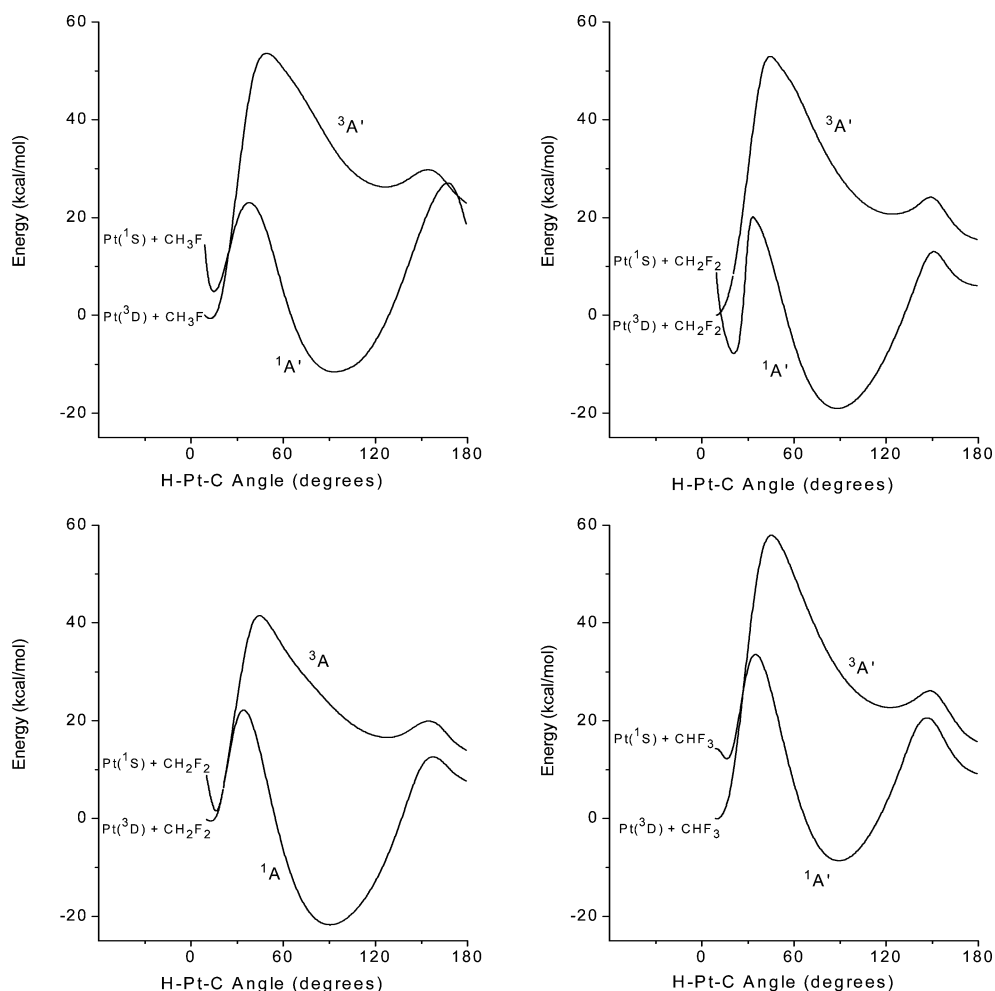 60
40
20
0
-20
Energy (kcal/mol)
³A'
Pt(¹S) + CH₃F
Pt(³D) + CH₃F
¹A'
0 60 120 180
H-Pt-C Angle (degrees)
60
40
20
0
-20
Energy (kcal/mol)
³A'
Pt(¹S) + CH₂F₂
Pt(³D) + CH₂F₂
¹A'
0 60 120 180
H-Pt-C Angle (degrees)
60
40
20
0
-20
Energy (kcal/mol)
³A
Pt(¹S) + CH₂F₂
Pt(³D) + CH₂F₂
¹A
0 60 120 180
H-Pt-C Angle (degrees)
60
40
20
0
-20
Energy (kcal/mol)
³A'
Pt(¹S) + CHF₃
Pt(³D) + CHF₃
¹A'
0 60 120 180
H-Pt-C Angle (degrees)